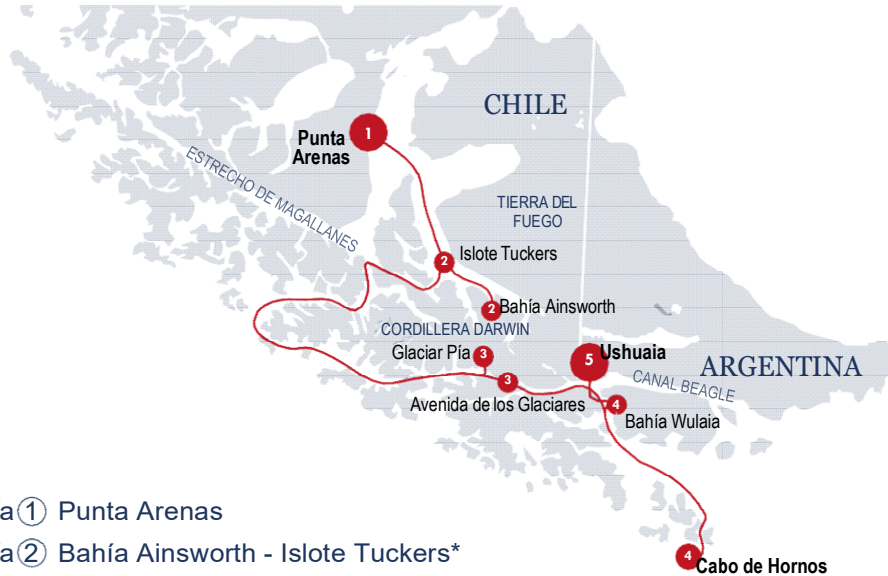 CHILE
1
Punta
Arenas
ESTRECHO DE MAGALLANES
TIERRA DEL
FUEGO
2
Islote Tuckers
2
Bahía Ainsworth
CORDILLERA DARWIN
Glaciar Pía
3
5
Ushuaia
ARGENTINA
CANAL BEAGLE
3
Avenida de los Glaciares
4
Bahía Wulaia
ía 1 Punta Arenas
ía 2 Bahía Ainsworth - Islote Tuckers*
4
Cabo de Hornos